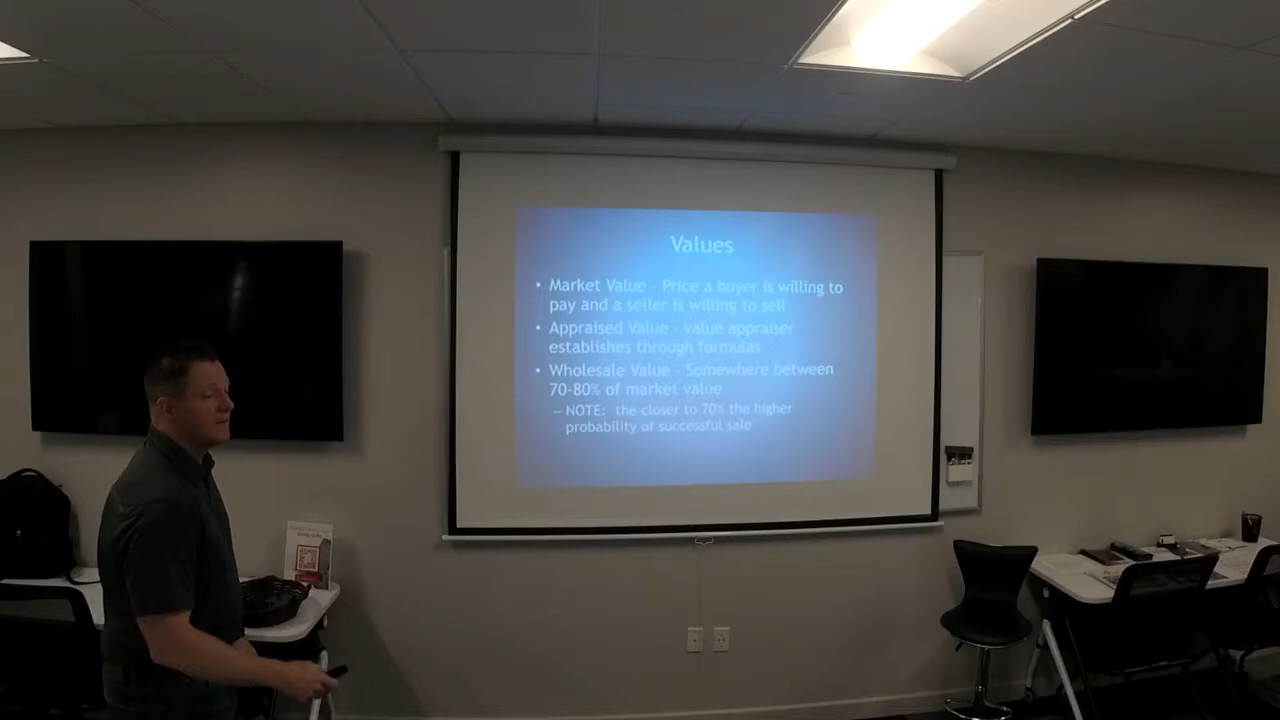 Values
• Market Value - Price a buyer is willing to
pay and a seller is willing to sell
• Appraised Value - value appraiser
establishes through formulas
• Wholesale Value - Somewhere between
70-80% of market value
– NOTE: the closer to 70% the higher
probability of successful sale